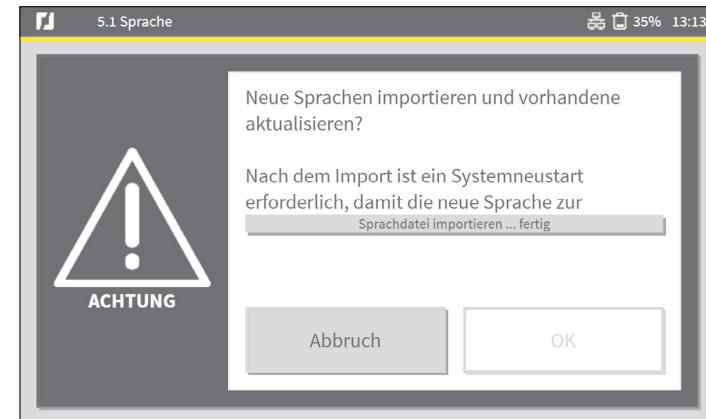 5.1 Sprache
35% 13:13
Neue Sprachen importieren und vorhandene
aktualisieren?
Nach dem Import ist ein Systemneustart
erforderlich, damit die neue Sprache zur
Sprachdatei importieren ... fertig
ACHTUNG
Abbruch
OK